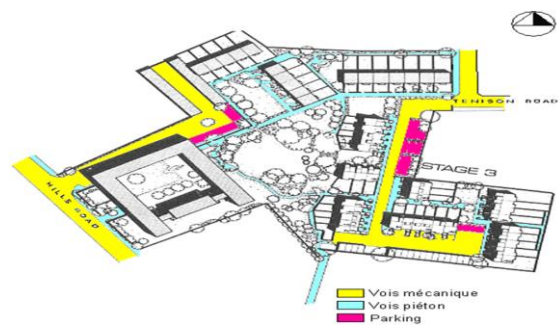 TENISON ROAD
STAGE 3
HILLS ROAD
Vois mécanique
Vois piéton
Parking